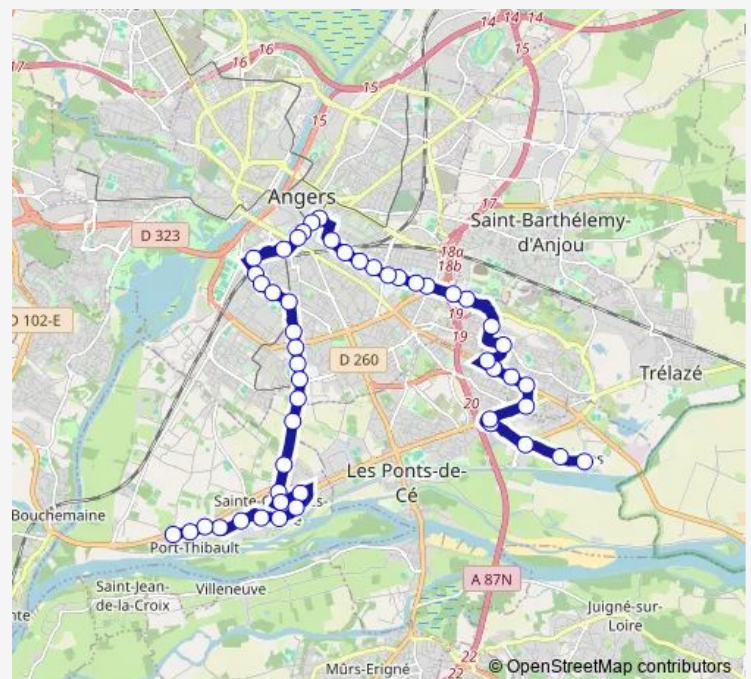 14
14
14
15
16
16
17
15
15
Angers
17
Saint-Barthélemy-
d'Anjou
D 323
18a
18b
D 102-E
19
19
D 260
Trélazé
20
Les Ponts-de-
Cé
Bouchemaine
Port-Thibault
Saint-Jean-
de-la-Croix
Villeneuve
A 87N
Juigné-sur-
Loire
Mûrs-Erigné
22
22
© OpenStreetMap contributors